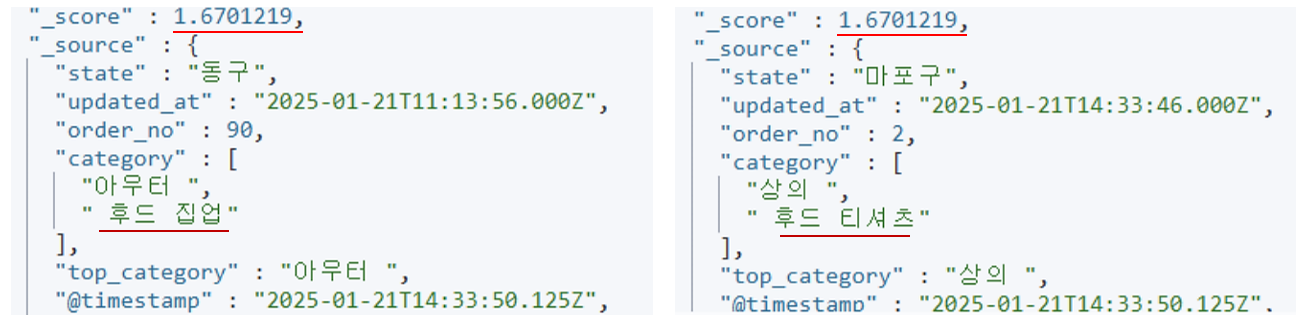 "_score" : 1.6701219,
"_source" : {
"state" : "동구",
"updated_at" : "2025-01-21T11:13:56.000Z",
"order_no" : 90,
"category" : [
"아우터 ",
" 후드 집업"
],
"top_category" : "아우터 ",
"@timestamp" : "2025-01-21T14:33:50.125Z",
"_score" : 1.6701219,
"_source" : {
"state" : "마포구",
"updated_at" : "2025-01-21T14:33:46.000Z",
"order_no" : 2,
"category" : [
"상의 ",
" 후드 티셔츠"
],
"top_category" : "상의 ",
"@timestamp" : "2025-01-21T14:33:50.125Z",